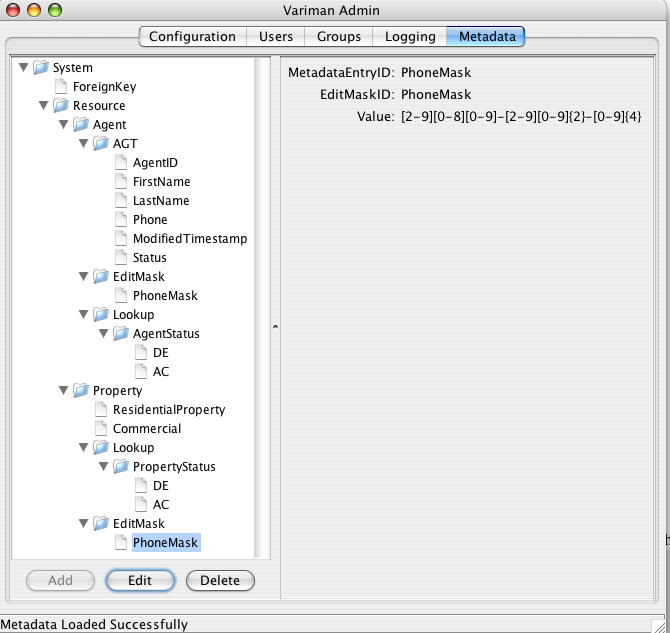 Variman Admin
Configuration Users Groups Logging Metadata
System
ForeignKey
Resource
Agent
AGT
AgentID
FirstName
LastName
Phone
ModifiedTimestamp
Status
EditMask
PhoneMask
Lookup
AgentStatus
DE
AC
Property
ResidentialProperty
Commercial
Lookup
PropertyStatus
DE
AC
EditMask
PhoneMask
MetadataEntryID: PhoneMask
EditMaskID: PhoneMask
Value: [2-9][0-8][0-9]-[2-9][0-9]{2}-[0-9]{4}
Add Edit Delete
Metadata Loaded Successfully